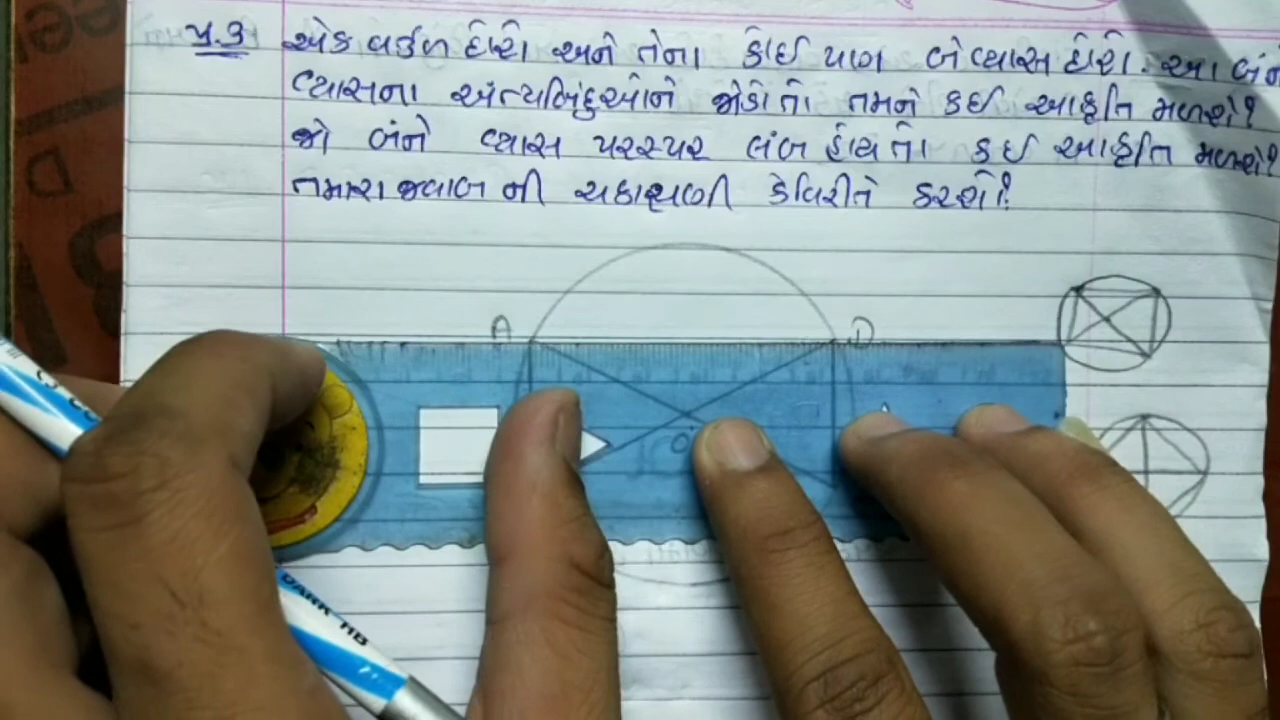 પ્ર.૩ એક વર્તુળ દોરો અને તેના કોઈ પણ બે વ્યાસ દોરો. આ બંને
વ્યાસના અંત્યબિંદુઓને જોડો તો તમને કઈ આકૃતિ મળશે?
જો બંને વ્યાસ પરસ્પર લંબ હોય તો કઈ આકૃતિ મળશે?
તમારા જવાબ ની ચકાસણી કેવિરીતે કરશો?
A D
O
DARK HB